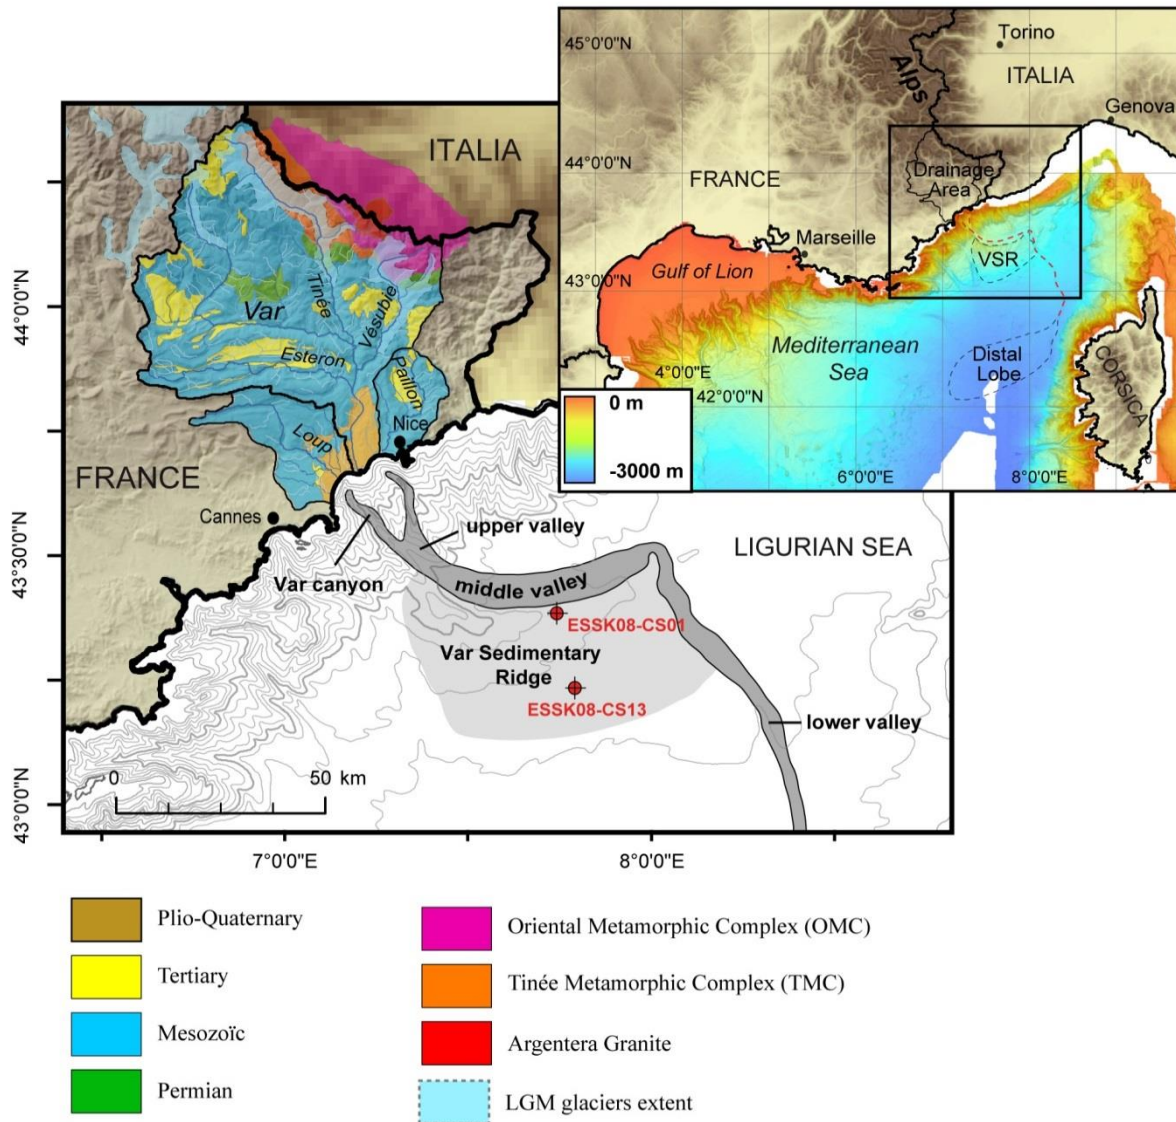 45°0'0"N
Torino
Alps
ITALIA
Genova
44°0'0"N
FRANCE
Drainage
Area
Marseille
Gulf of Lion
VSR
43°0'0"N
Mediterranean
Sea
Distal
Lobe
CORSICA
4°0'0"E
42°0'0"N
0 m
-3000 m
6°0'0"E
8°0'0"E
ITALIA
44°0'0"N
Var
Tinée
Vésubie
Esteron
Paillon
Loup
Nice
FRANCE
Cannes
43°30'0"N
upper valley
LIGURIAN SEA
Var canyon
middle valley
ESSK08-CS01
Var Sedimentary
Ridge
ESSK08-CS13
lower valley
0
50 km
43°0'0"N
7°0'0"E
8°0'0"E
Plio-Quaternary
Tertiary
Mesozoïc
Permian
Oriental Metamorphic Complex (OMC)
Tinée Metamorphic Complex (TMC)
Argentera Granite
LGM glaciers extent